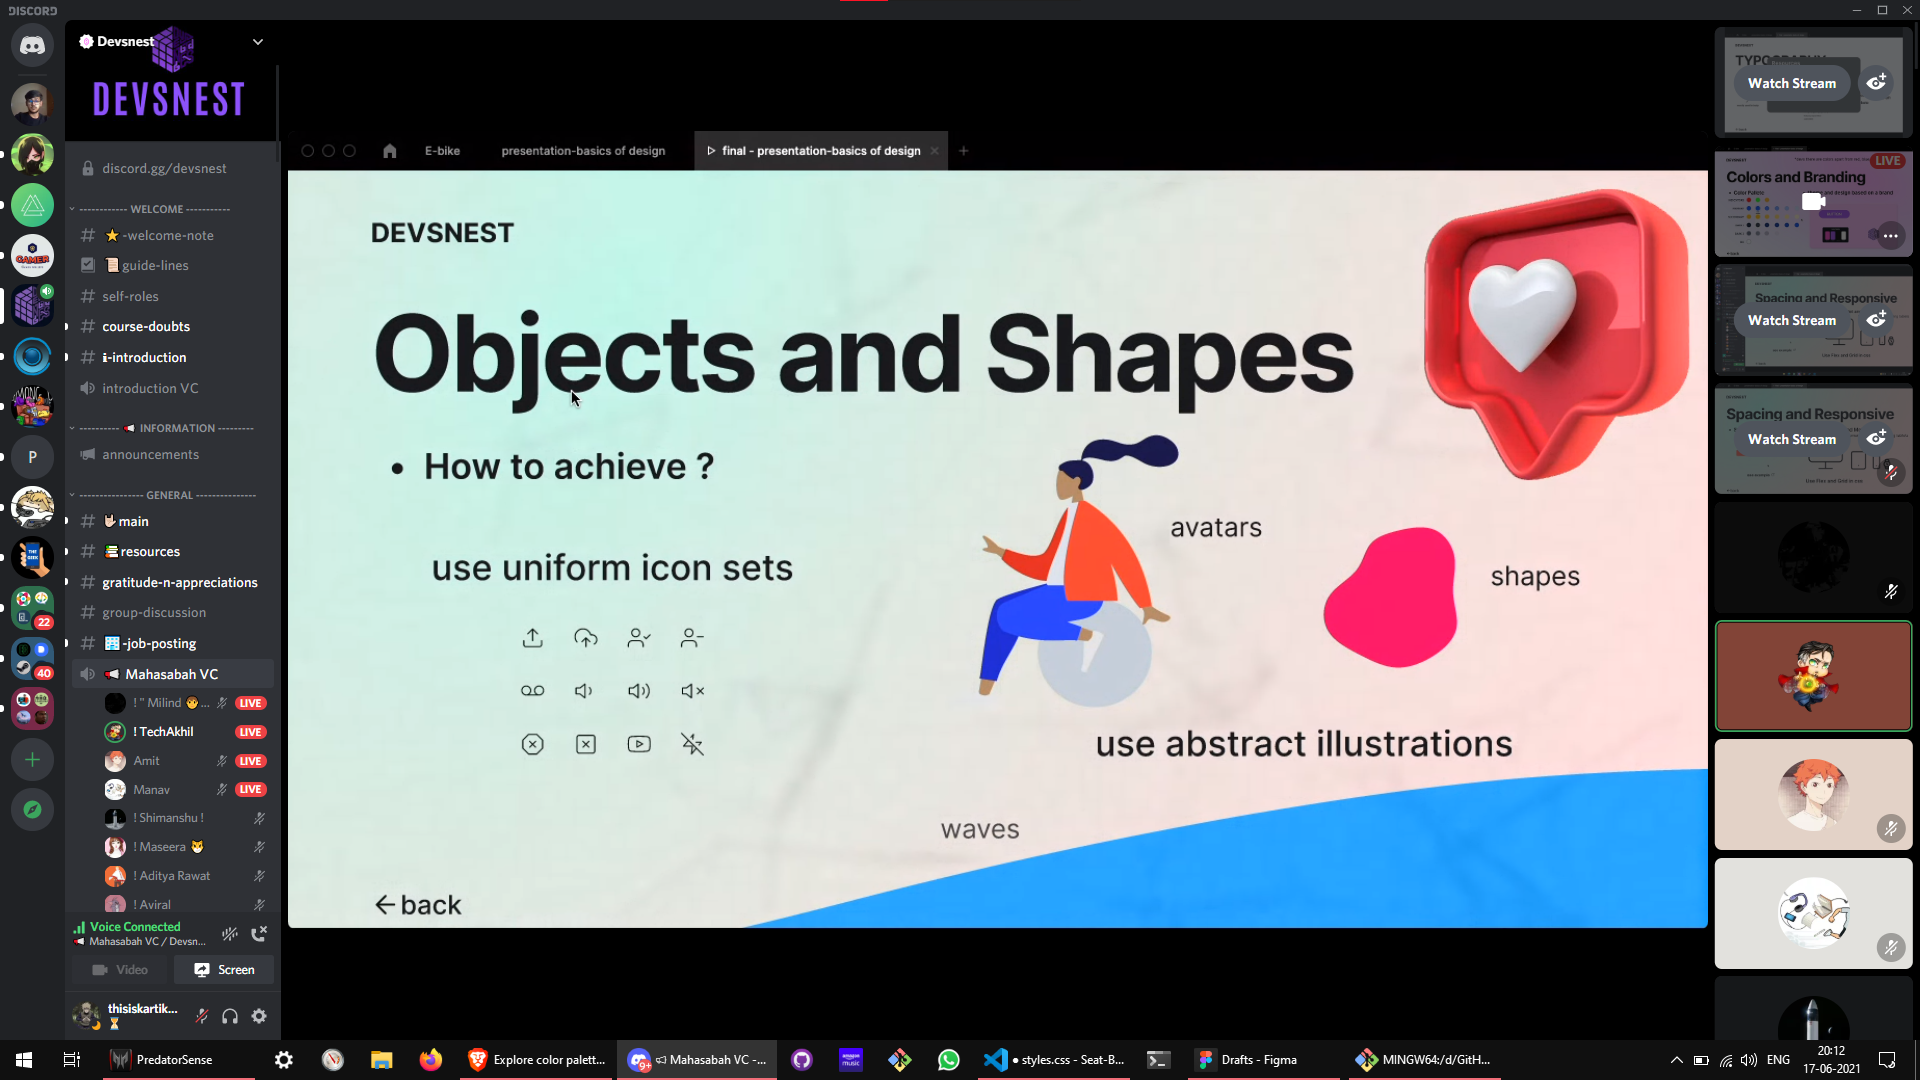 DISCORD
Devsnest
DEVSNEST
discord.gg/devsnest
------------ WELCOME -----------
-welcome-note
guide-lines
self-roles
course-doubts
i-introduction
introduction VC
---------- INFORMATION ---------
announcements
---------------- GENERAL ---------------
main
resources
gratitude-n-appreciations
group-discussion
-job-posting
Mahasabah VC
! " Milind ... LIVE
! TechAkhil LIVE
Amit LIVE
Manav LIVE
! Shimanshu !
! Maseera
! Aditya Rawat
! Aviral
Voice Connected
Mahasabah VC / Devsn...
Video
Screen
thisiskartik...
P
22
40
E-bike
presentation-basics of design
final - presentation-basics of design
DEVSNEST
Objects and Shapes
• How to achieve ?
use uniform icon sets
avatars
shapes
use abstract illustrations
waves
←back
TYPOGRAPHY
Watch Stream
LIVE
Colors and Branding
Spacing and Responsive
Watch Stream
Spacing and Responsive
Watch Stream
PredatorSense
Explore color palett...
9+
Mahasabah VC -...
● styles.css - Seat-B...
Drafts - Figma
MINGW64:/d/GitH...
ENG
20:12
17-06-2021